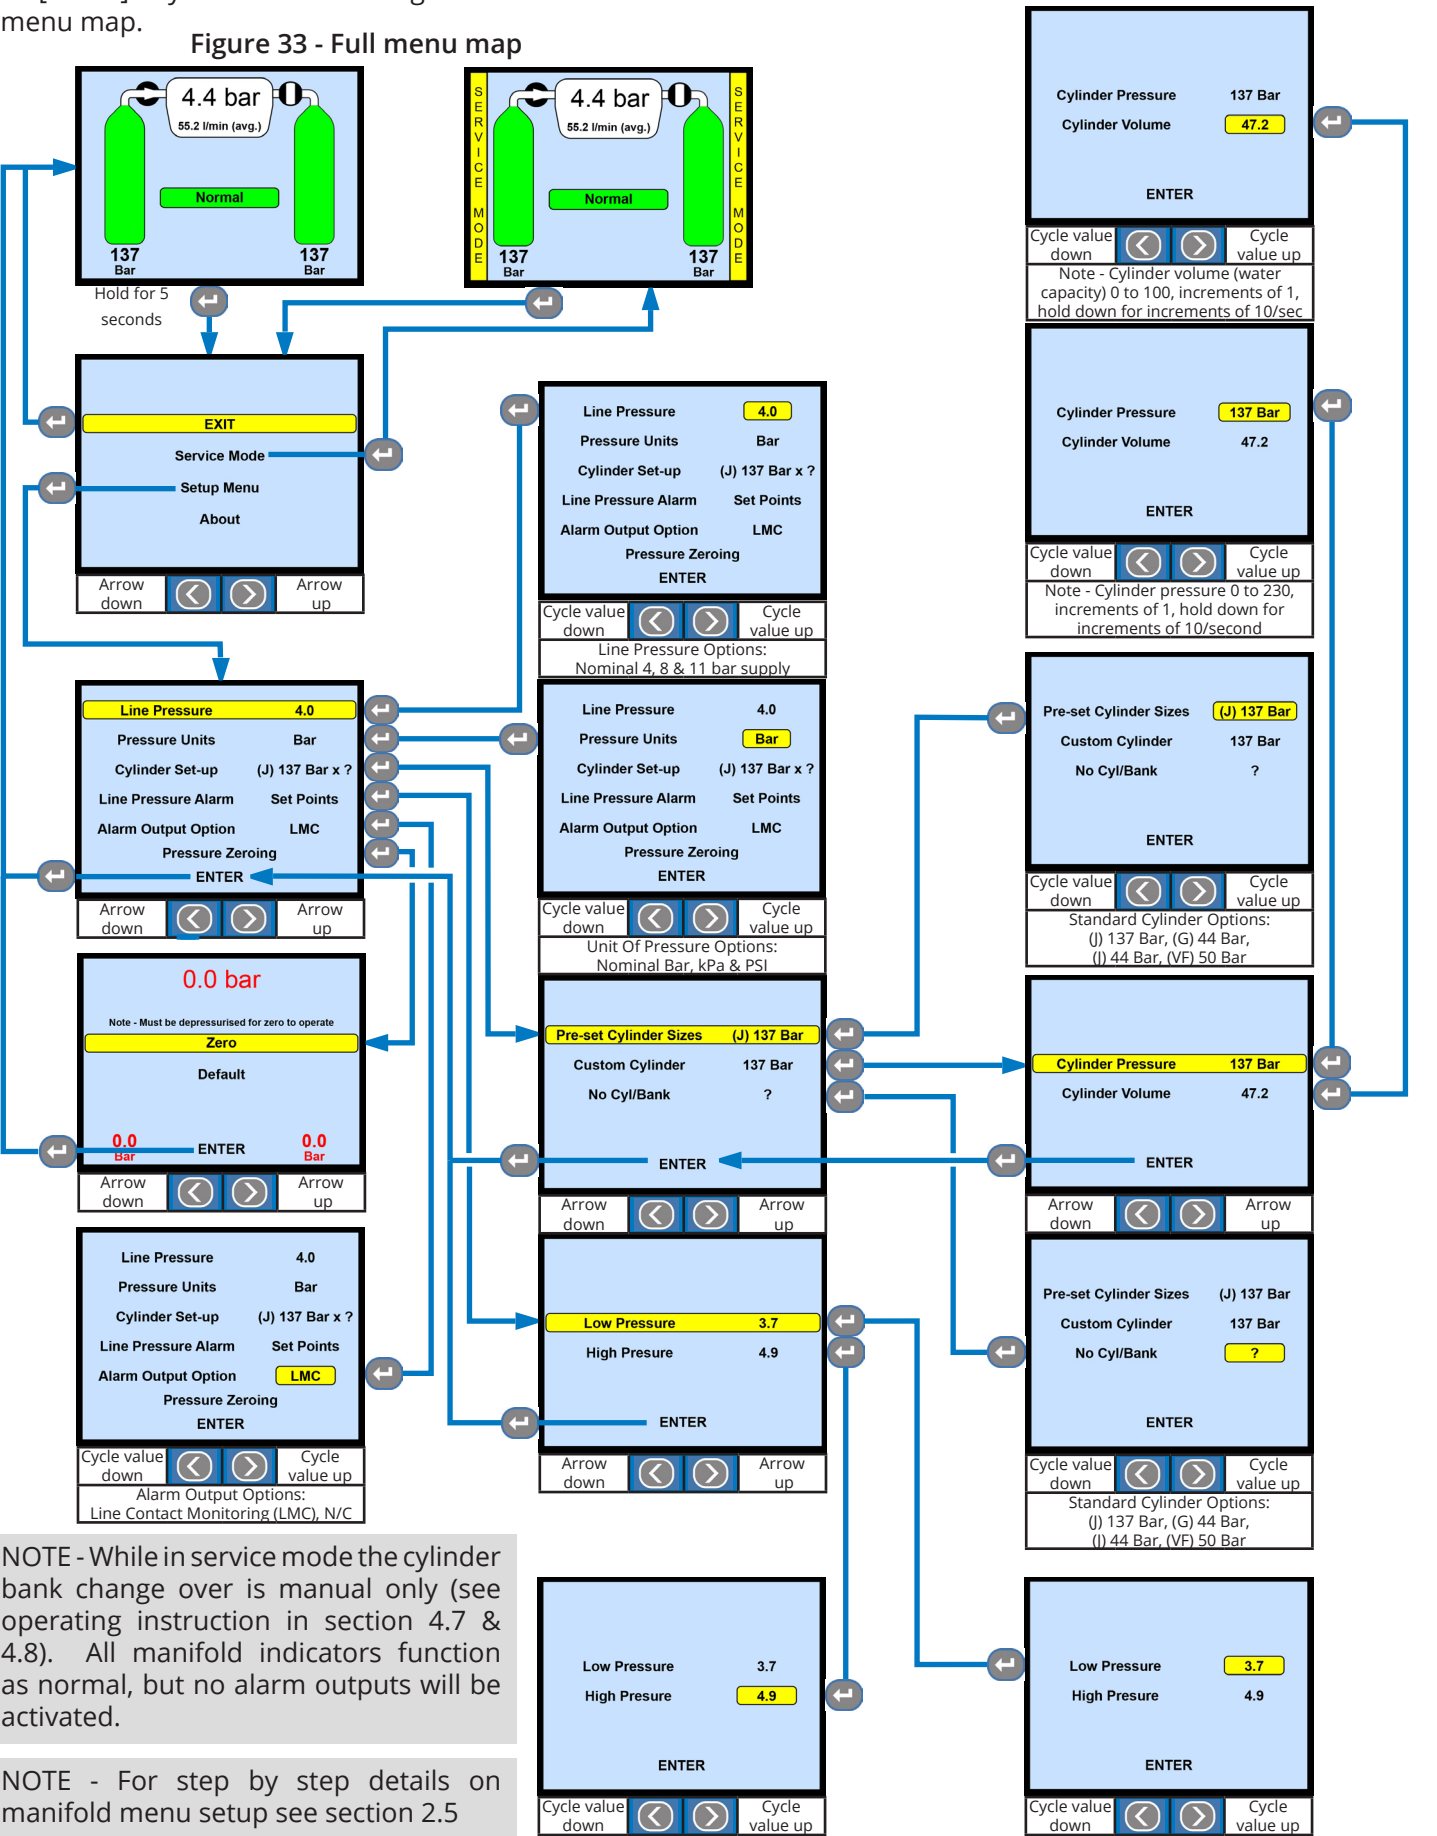 menu map.
Figure 33 - Full menu map
4.4 bar
55.2 l/min (avg.)
Normal
137
Bar
137
Bar
Hold for 5
seconds
SERVICE MODE
4.4 bar
55.2 l/min (avg.)
Normal
137
Bar
137
Bar
SERVICE MODE
EXIT
Service Mode
Setup Menu
About
Arrow
down
Arrow
up
Line Pressure 4.0
Pressure Units Bar
Cylinder Set-up (J) 137 Bar x ?
Line Pressure Alarm Set Points
Alarm Output Option LMC
Pressure Zeroing
ENTER
Arrow
down
Arrow
up
0.0 bar
Note - Must be depressurised for zero to operate
Zero
Default
0.0
Bar
ENTER
0.0
Bar
Arrow
down
Arrow
up
Line Pressure 4.0
Pressure Units Bar
Cylinder Set-up (J) 137 Bar x ?
Line Pressure Alarm Set Points
Alarm Output Option LMC
Pressure Zeroing
ENTER
Cycle value
down
Cycle
value up
Alarm Output Options:
Line Contact Monitoring (LMC), N/C
NOTE - While in service mode the cylinder
bank change over is manual only (see
operating instruction in section 4.7 &
4.8). All manifold indicators function
as normal, but no alarm outputs will be
activated.
NOTE - For step by step details on
manifold menu setup see section 2.5
Line Pressure 4.0
Pressure Units Bar
Cylinder Set-up (J) 137 Bar x ?
Line Pressure Alarm Set Points
Alarm Output Option LMC
Pressure Zeroing
ENTER
Cycle value
down
Cycle
value up
Line Pressure Options:
Nominal 4, 8 & 11 bar supply
Line Pressure 4.0
Pressure Units Bar
Cylinder Set-up (J) 137 Bar x ?
Line Pressure Alarm Set Points
Alarm Output Option LMC
Pressure Zeroing
ENTER
Cycle value
down
Cycle
value up
Unit Of Pressure Options:
Nominal Bar, kPa & PSI
Pre-set Cylinder Sizes (J) 137 Bar
Custom Cylinder 137 Bar
No Cyl/Bank ?
ENTER
Arrow
down
Arrow
up
Low Pressure 3.7
High Presure 4.9
ENTER
Arrow
down
Arrow
up
Low Pressure 3.7
High Presure 4.9
ENTER
Cycle value
down
Cycle
value up
Cylinder Pressure 137 Bar
Cylinder Volume 47.2
ENTER
Cycle value
down
Cycle
value up
Note - Cylinder volume (water
capacity) 0 to 100, increments of 1,
hold down for increments of 10/sec
Cylinder Pressure 137 Bar
Cylinder Volume 47.2
ENTER
Cycle value
down
Cycle
value up
Note - Cylinder pressure 0 to 230,
increments of 1, hold down for
increments of 10/second
Pre-set Cylinder Sizes (J) 137 Bar
Custom Cylinder 137 Bar
No Cyl/Bank ?
ENTER
Cycle value
down
Cycle
value up
Standard Cylinder Options:
(J) 137 Bar, (G) 44 Bar,
(J) 44 Bar, (VF) 50 Bar
Cylinder Pressure 137 Bar
Cylinder Volume 47.2
ENTER
Arrow
down
Arrow
up
Pre-set Cylinder Sizes (J) 137 Bar
Custom Cylinder 137 Bar
No Cyl/Bank ?
ENTER
Cycle value
down
Cycle
value up
Standard Cylinder Options:
(J) 137 Bar, (G) 44 Bar,
(J) 44 Bar, (VF) 50 Bar
Low Pressure 3.7
High Presure 4.9
ENTER
Cycle value
down
Cycle
value up